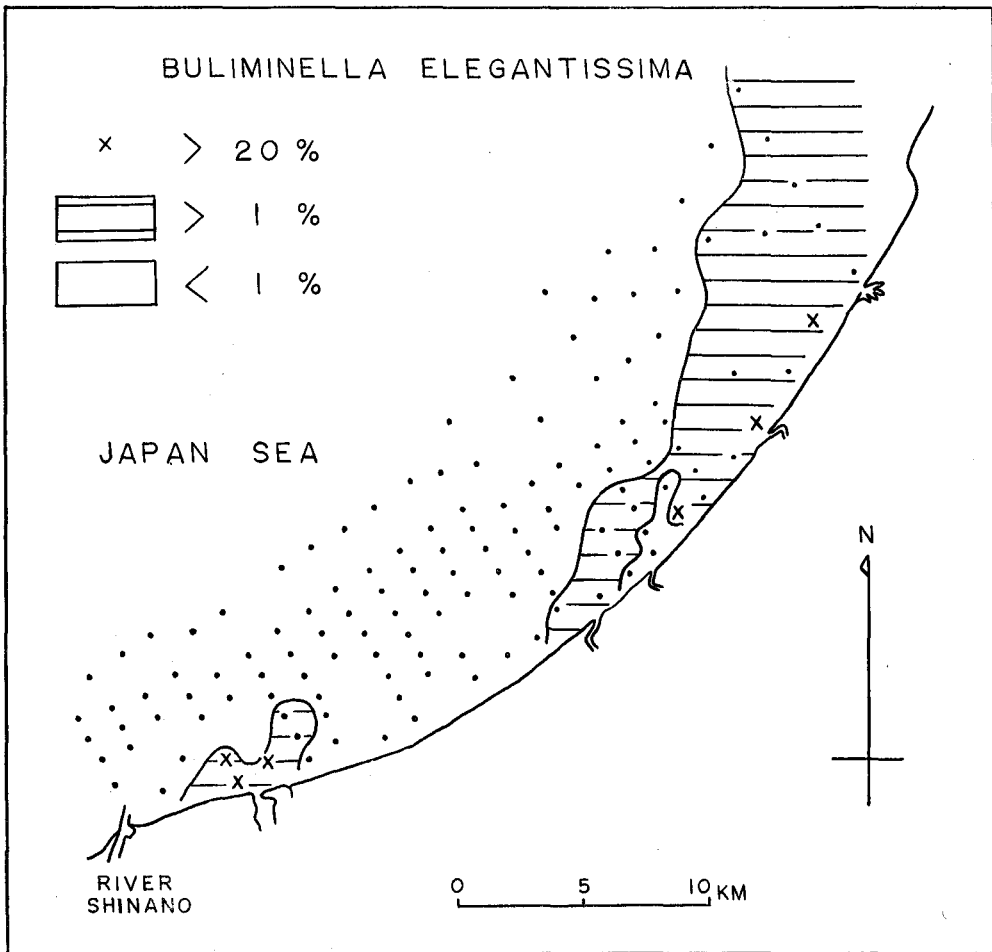 BULIMINELLA ELEGANTISSIMA
x > 20 %
> 1 %
< 1 %
JAPAN SEA
N
RIVER
SHINANO
0 5 10 KM